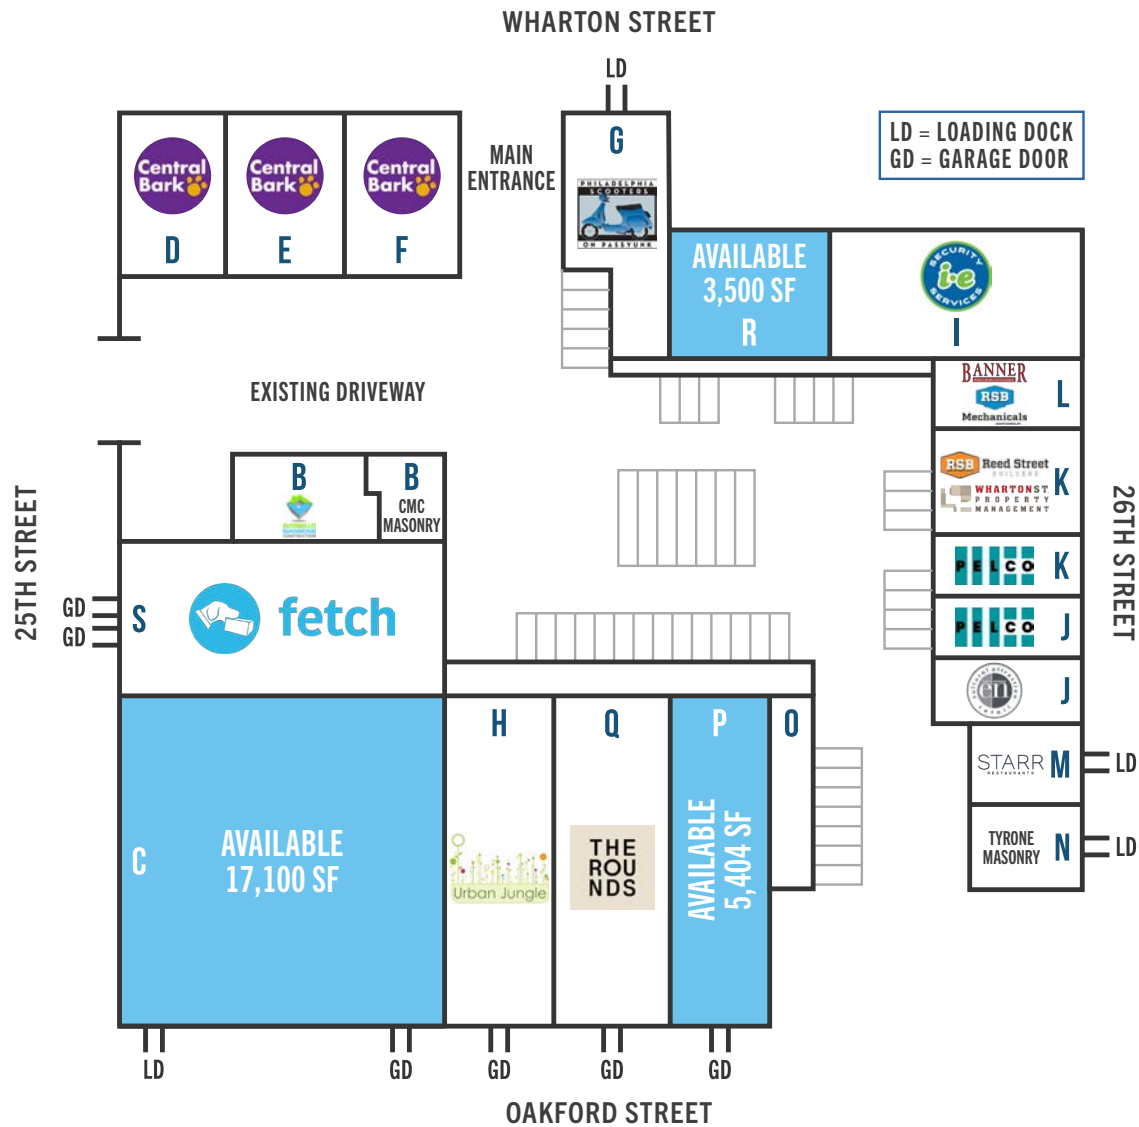 WHARTON STREET
LD
LD = LOADING DOCK
GD = GARAGE DOOR
Central
Bark
D
Central
Bark
E
Central
Bark
F
MAIN
ENTRANCE
G
PHILADELPHIA
SCOOTERS
ON PASSYUNK
AVAILABLE
3,500 SF
R
SECURITY
i-e
SERVICES
I
EXISTING DRIVEWAY
BANNER
RSB
Mechanicals
L
RSB Reed Street
BUILDERS
WHARTONST
PROPERTY
MANAGEMENT
K
B
B
CMC
MASONRY
25TH STREET
26TH STREET
PELCO
K
GD
GD
S
fetch
PELCO
J
en
J
C
AVAILABLE
17,100 SF
H
Urban Jungle
Q
THE
ROU
NDS
P
AVAILABLE
5,404 SF
O
STARR
RESTAURANTS
M
LD
TYRONE
MASONRY
N
LD
LD
GD
GD
GD
GD
OAKFORD STREET